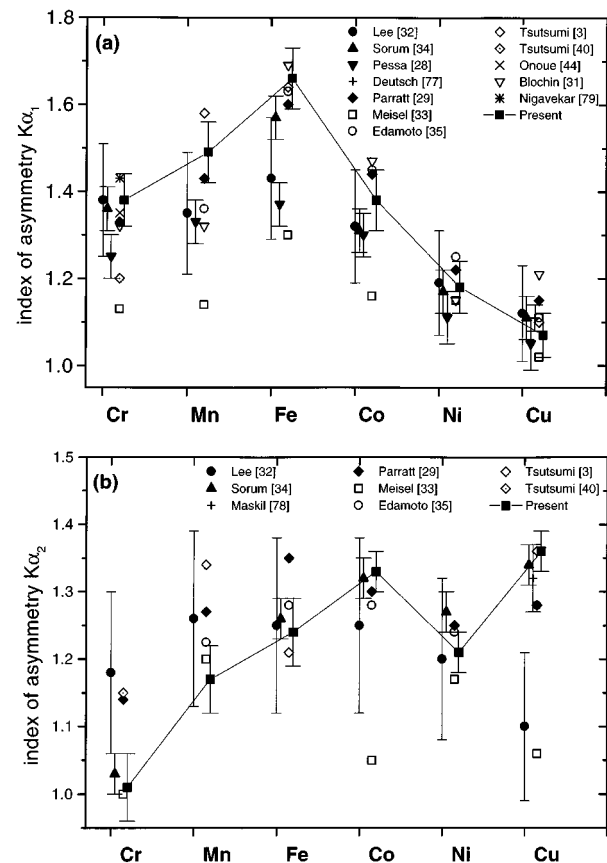 (a)
Lee [32]
Sorum [34]
Pessa [28]
Deutsch [77]
Parratt [29]
Meisel [33]
Edamoto [35]
Tsutsumi [3]
Tsutsumi [40]
Onoue [44]
Blochin [31]
Nigavekar [79]
Present
index of asymmetry Kα1
1.8
1.6
1.4
1.2
1.0
Cr Mn Fe Co Ni Cu
(b)
Lee [32]
Sorum [34]
Maskil [78]
Parratt [29]
Meisel [33]
Edamoto [35]
Tsutsumi [3]
Tsutsumi [40]
Present
index of asymmetry Kα2
1.5
1.4
1.3
1.2
1.1
1.0
Cr Mn Fe Co Ni Cu